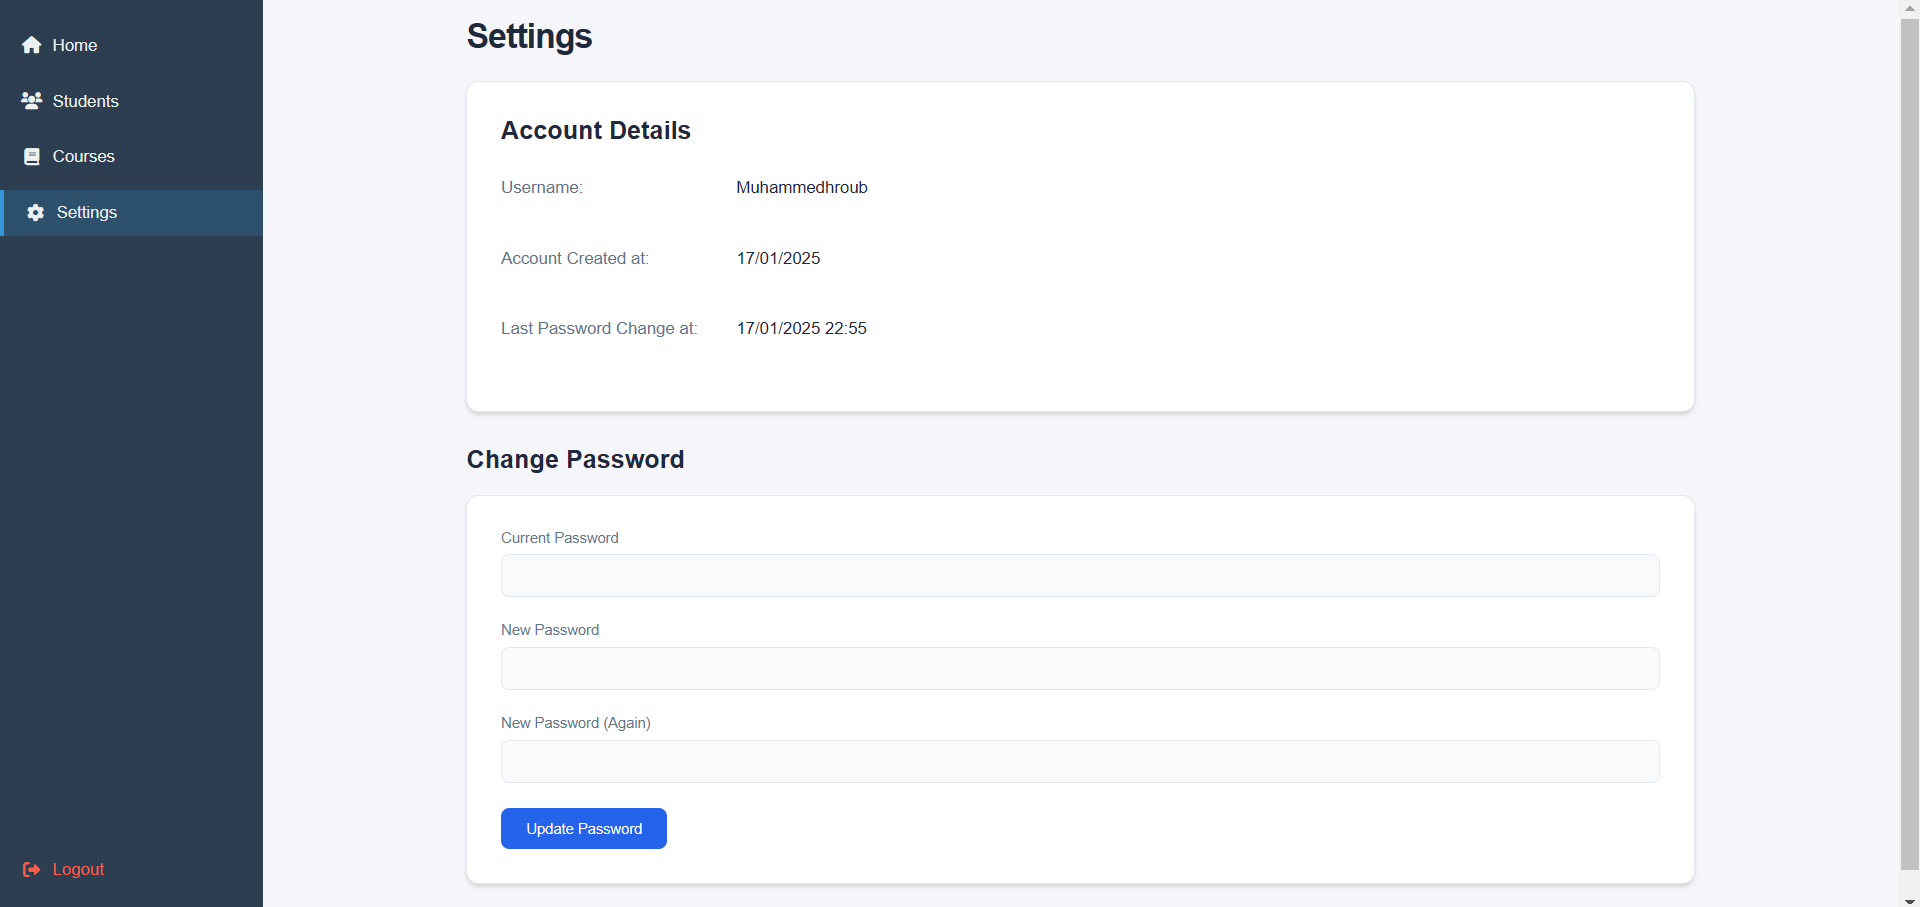 Home
Students
Courses
Settings
Logout
Settings
Account Details
Username: Muhammedhroub
Account Created at: 17/01/2025
Last Password Change at: 17/01/2025 22:55
Change Password
Current Password
New Password
New Password (Again)
Update Password